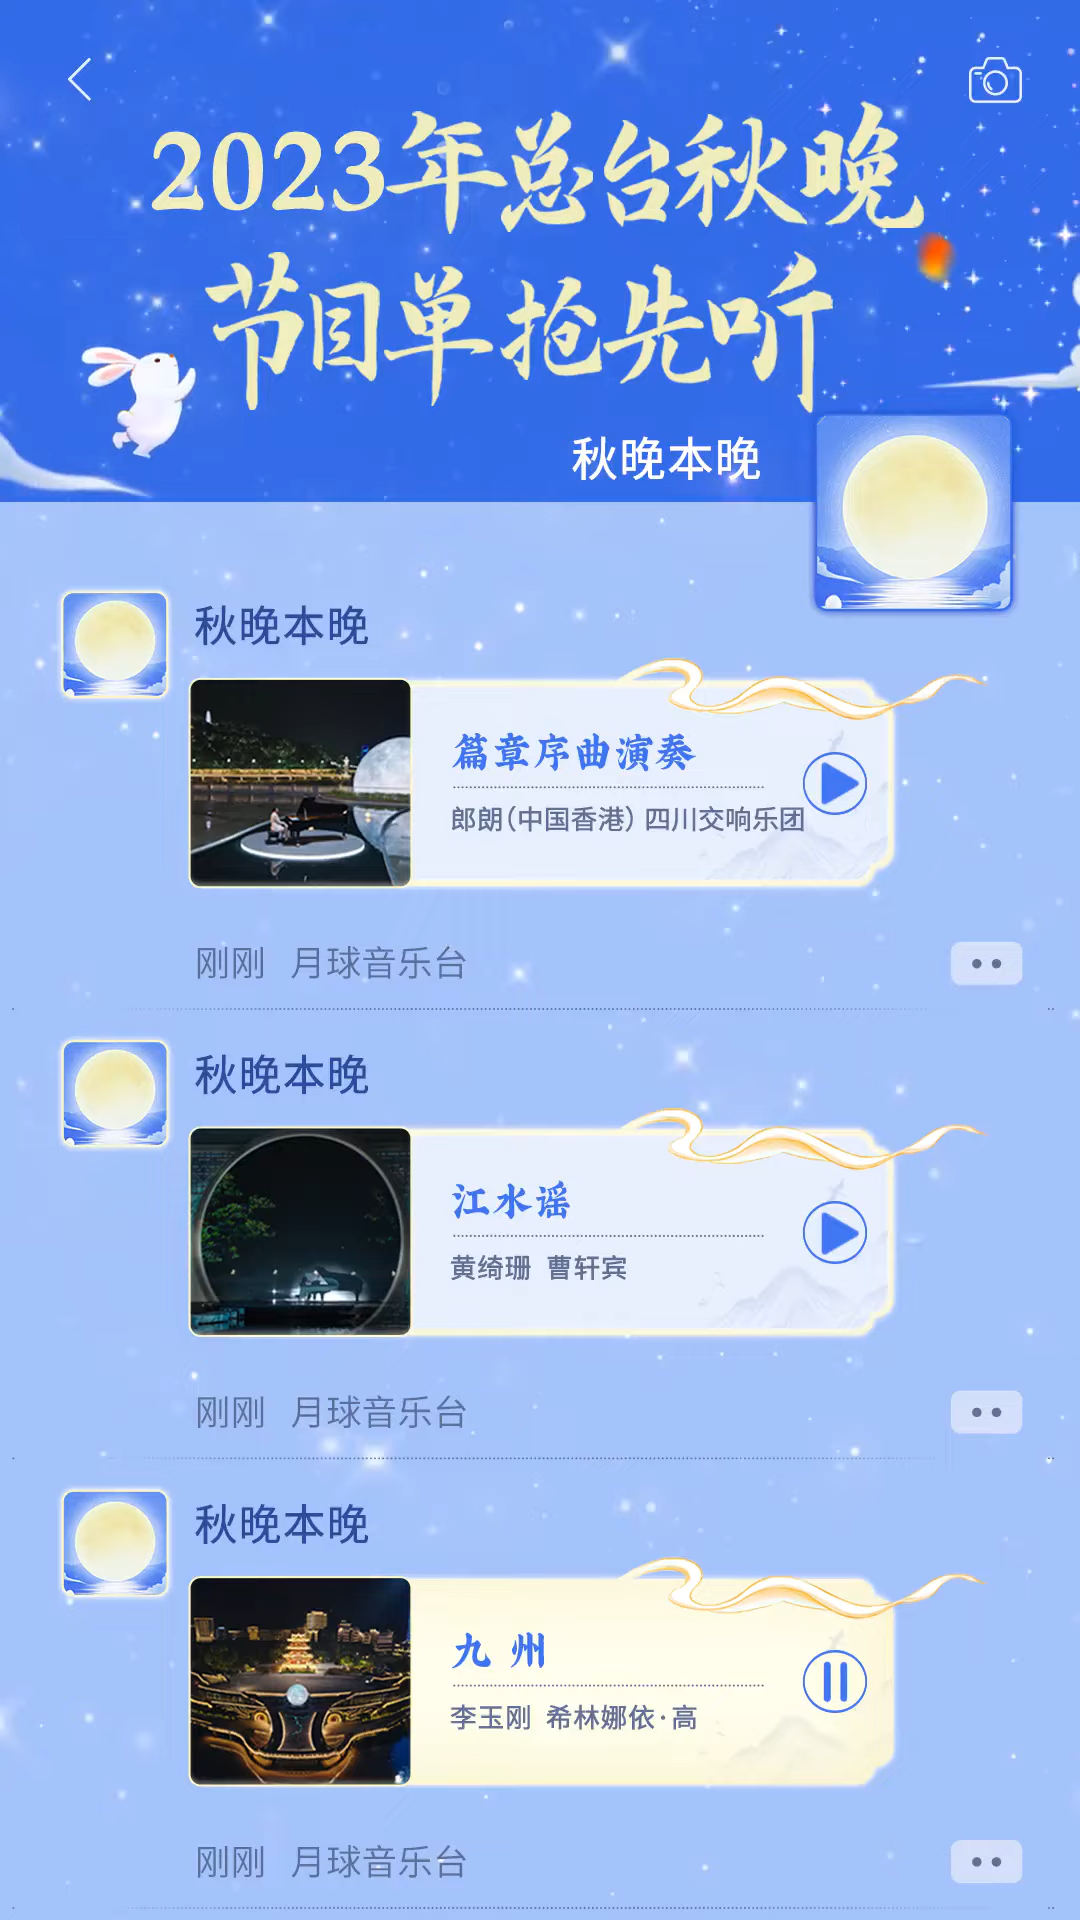 2023年总台秋晚
节目单抢先听
秋晚本晚
秋晚本晚
篇章序曲演奏
郎朗(中国香港) 四川交响乐团
刚刚 月球音乐台
秋晚本晚
江水谣
黄绮珊 曹轩宾
刚刚 月球音乐台
秋晚本晚
九州
李玉刚 希林娜依·高
刚刚 月球音乐台